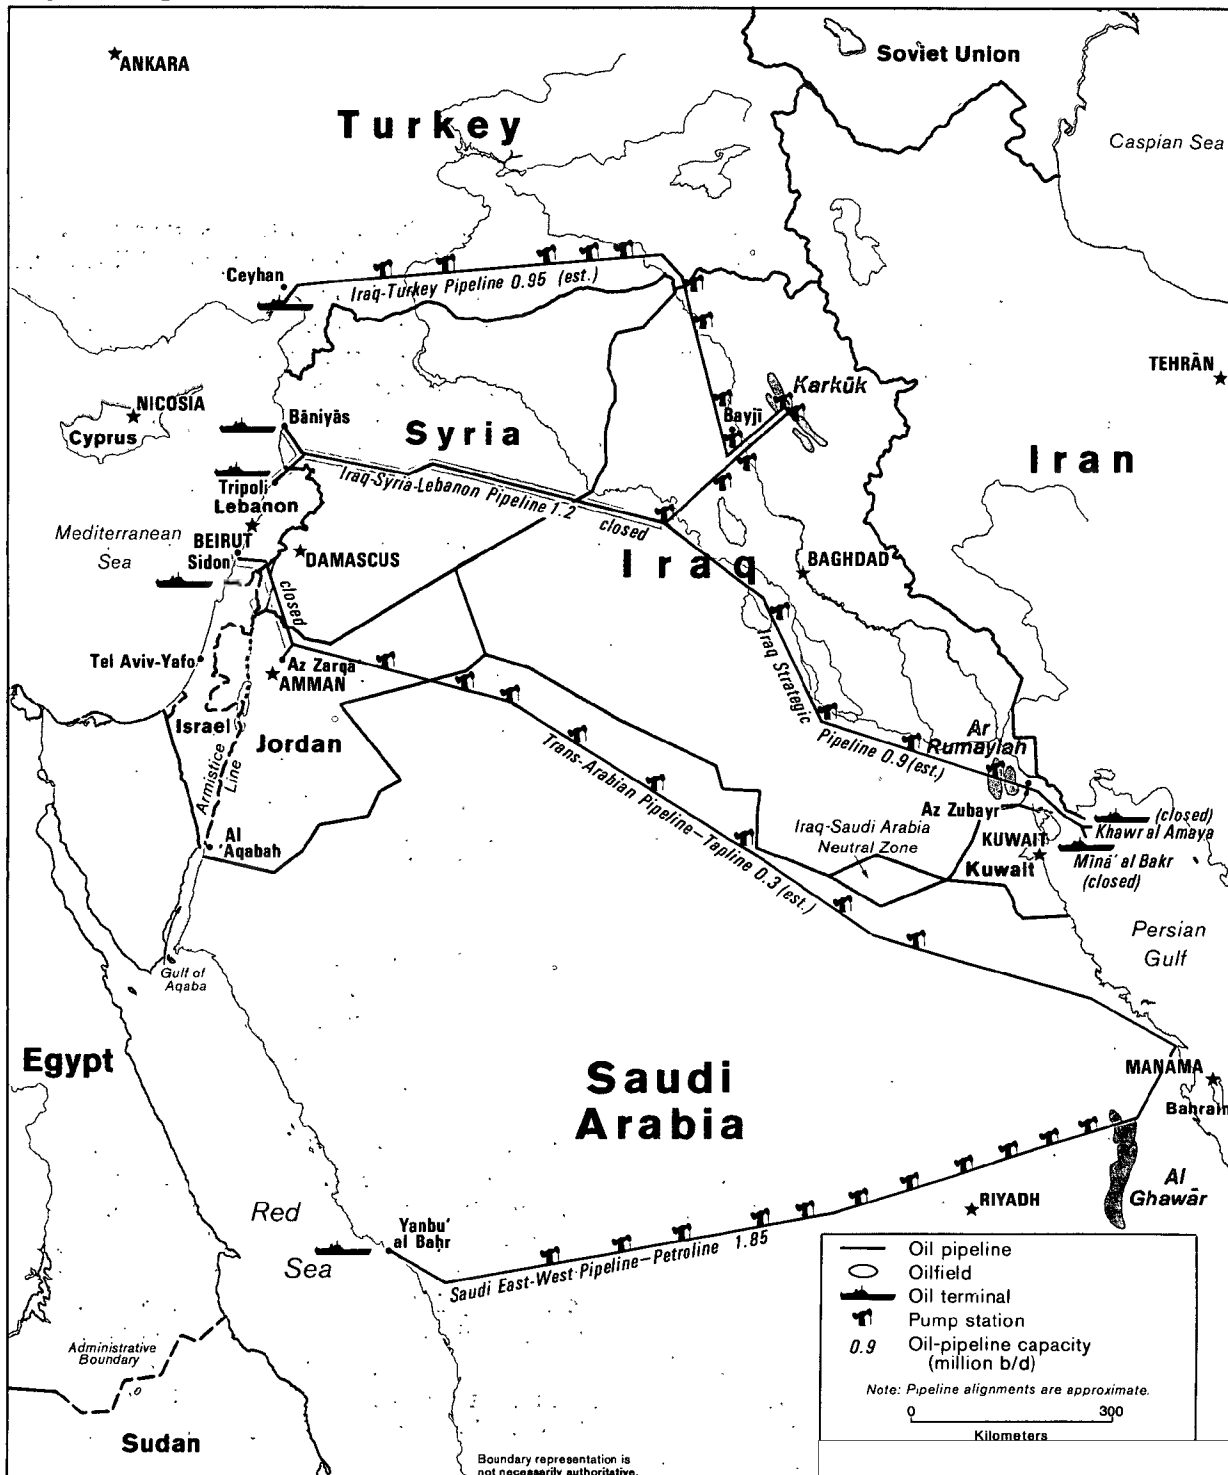 ANKARA
Soviet Union
Turkey
Caspian Sea
Ceyhan
Iraq-Turkey Pipeline 0.95 (est.)
TEHRĀN
NICOSIA
Cyprus
Bāniyās
Karkūk
Bayjī
Syria
Iran
Tripoli
Lebanon
Iraq-Syria-Lebanon Pipeline 1.2
closed
Mediterranean
Sea
BEIRUT
Sidon
DAMASCUS
Iraq
BAGHDAD
closed
Tel Aviv-Yafo
Az Zarqa
AMMAN
Israel
Jordan
Armistice
Line
Iraq Strategic
Pipeline 0.9 (est.)
Ar
Rumaylah
Trans-Arabian Pipeline—Tapline 0.3 (est.)
Az Zubayr
(closed)
Khawr al Amaya
Iraq-Saudi Arabia
Neutral Zone
KUWAIT
Kuwait
Mīnā' al Bakr
(closed)
Al
'Aqabah
Persian
Gulf
Gulf of
Aqaba
Egypt
Saudi
Arabia
MANAMA
Bahrain
Al
Ghawār
RIYADH
Red
Sea
Yanbu'
al Baḥr
Saudi East-West Pipeline—Petroline 1.85
Oil pipeline
Oilfield
Oil terminal
Pump station
0.9 Oil-pipeline capacity
(million b/d)
Note: Pipeline alignments are approximate.
0 300
Kilometers
Administrative
Boundary
Sudan
Boundary representation is
not necessarily authoritative.